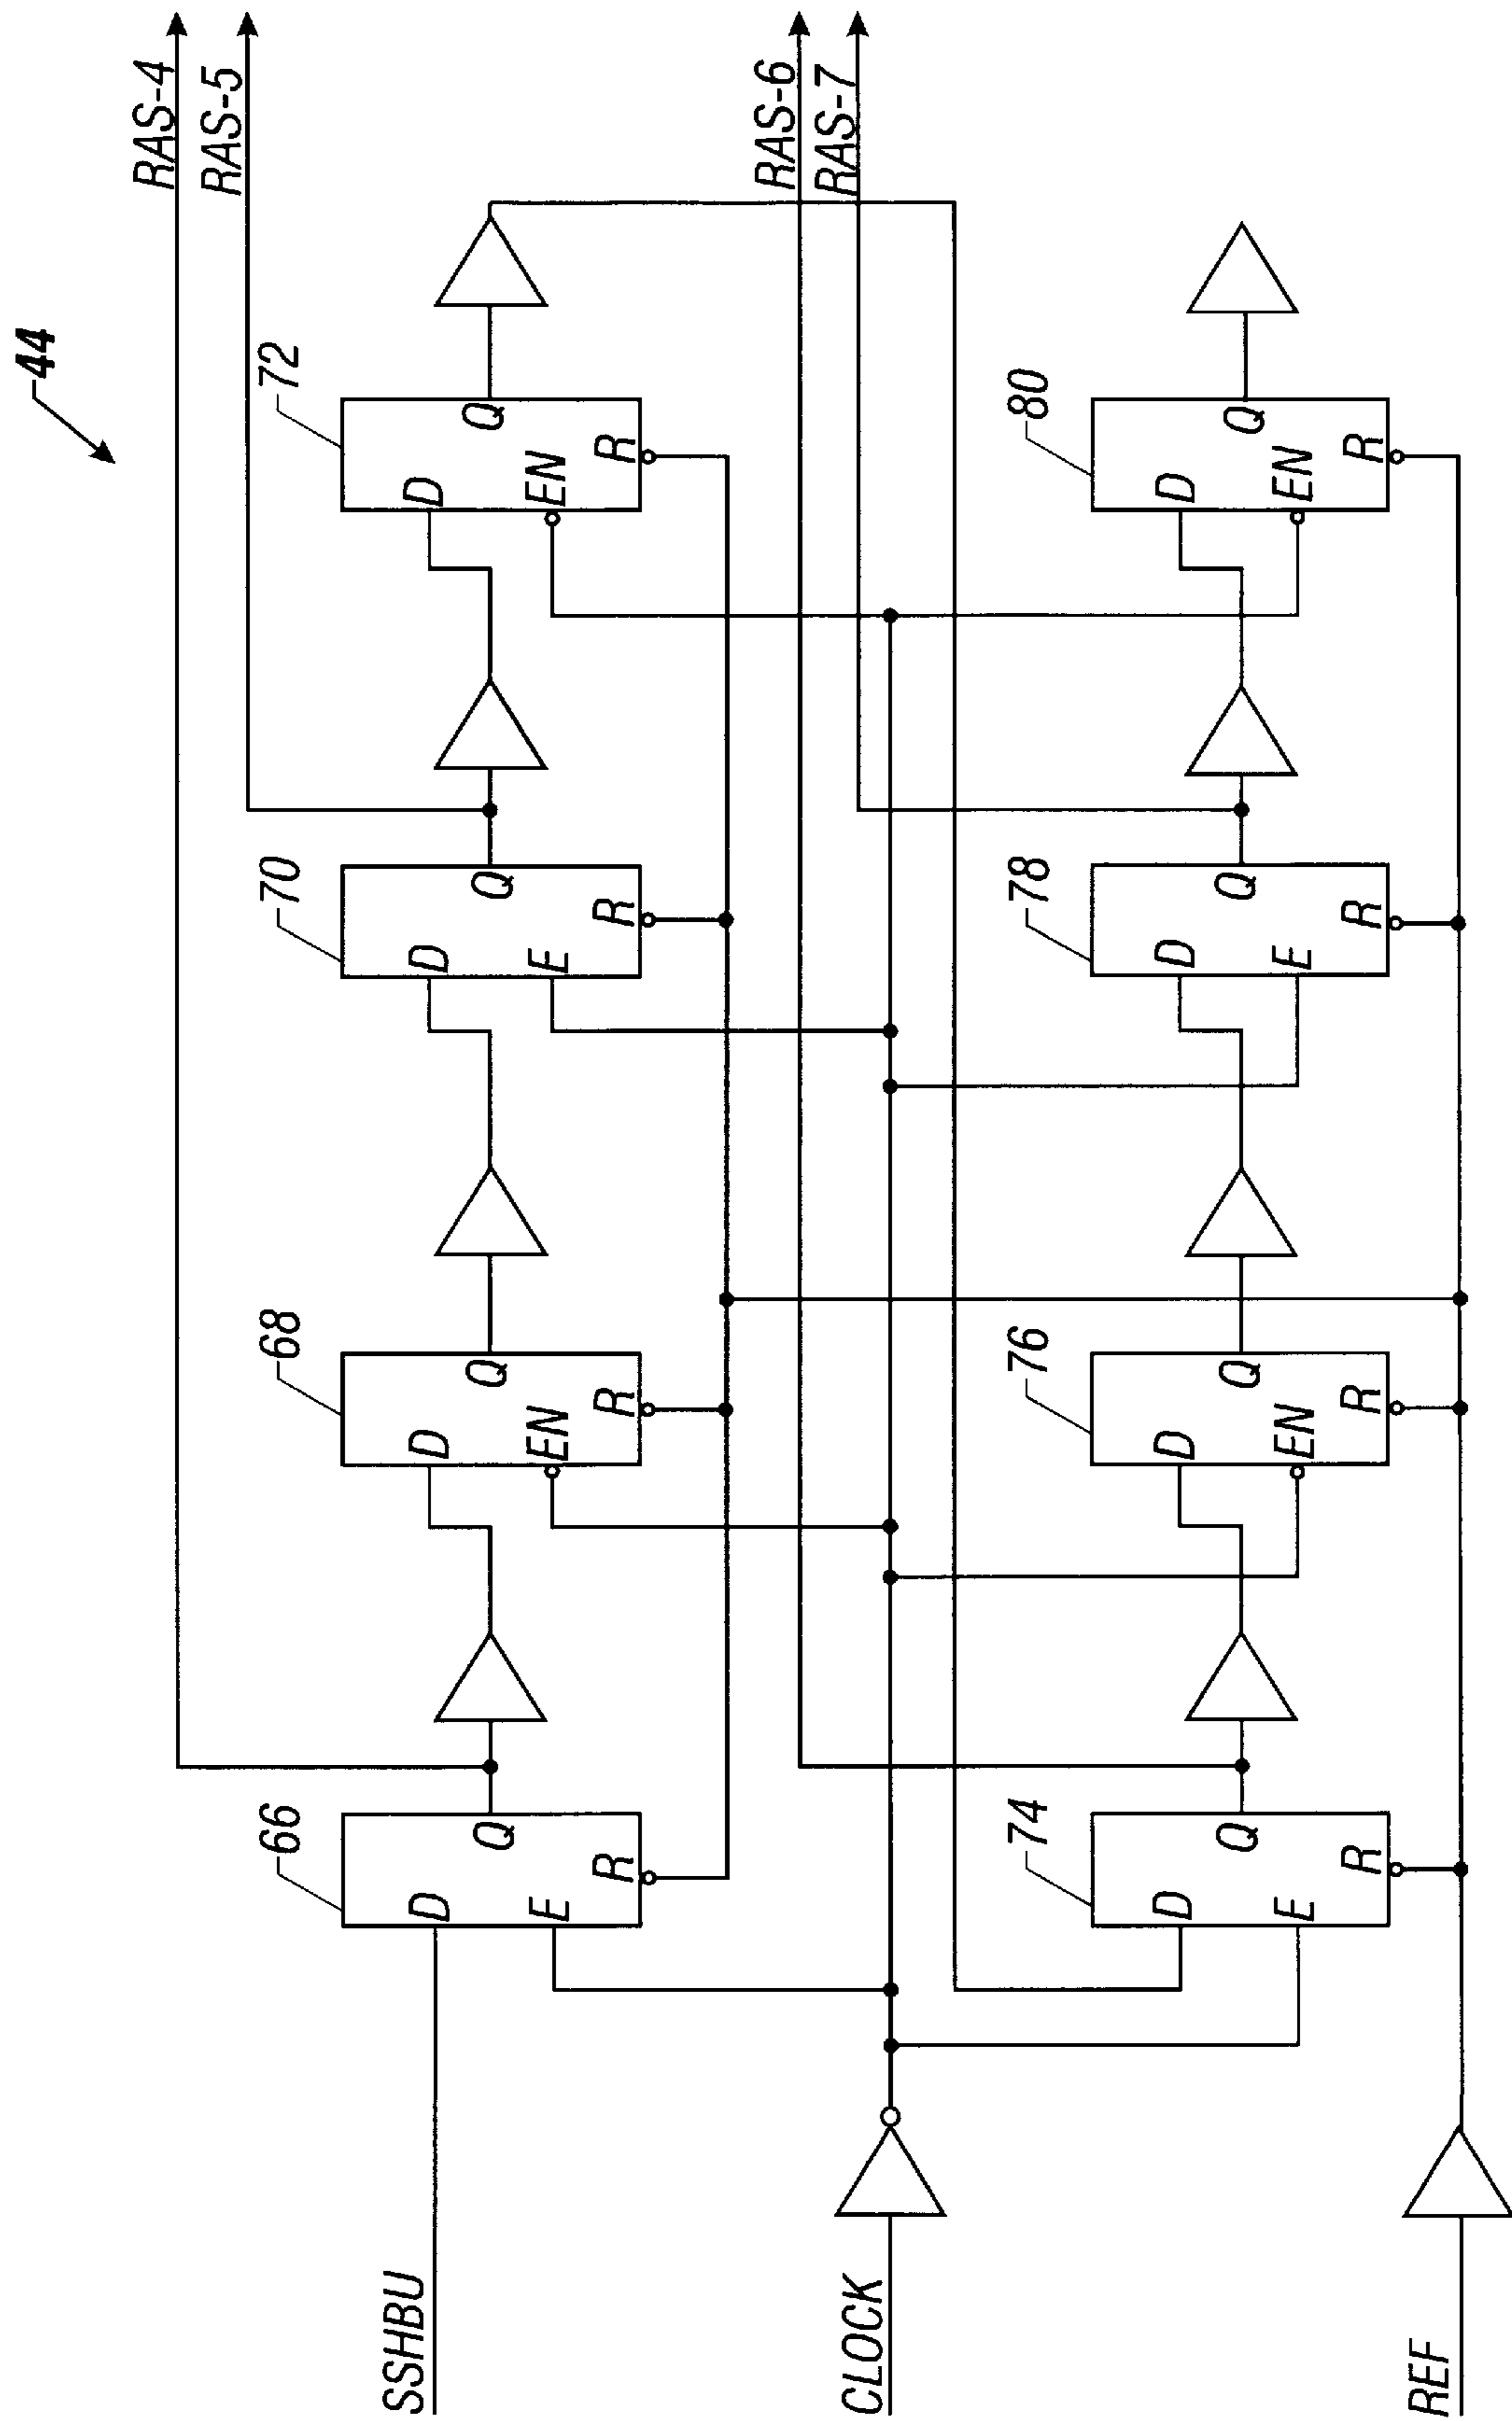 44
RAS-4
RAS-5
66
D
E
Q
R
68
D
EN
Q
R
70
D
E
Q
R
72
D
EN
Q
R
SSHBU
RAS-6
RAS-7
CLOCK
74
D
E
Q
R
76
D
EN
Q
R
78
D
E
Q
R
80
D
EN
Q
R
REF